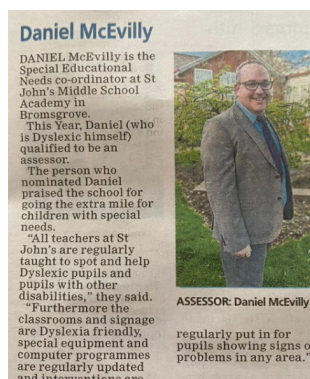 Daniel McEvilly
DANIEL McEvilly is the
Special Educational
Needs co-ordinator at St
John's Middle School
Academy in
Bromsgrove.
This Year, Daniel (who
is Dyslexic himself)
qualified to be an
assessor.
The person who
nominated Daniel
praised the school for
going the extra mile for
children with special
needs.
"All teachers at St
John's are regularly
taught to spot and help
Dyslexic pupils and
pupils with other
disabilities," they said.
"Furthermore the
classrooms and signage
are Dyslexia friendly,
special equipment and
computer programmes
are regularly updated
and interventions are
ASSESSOR: Daniel McEvilly
regularly put in for
pupils showing signs o
problems in any area."